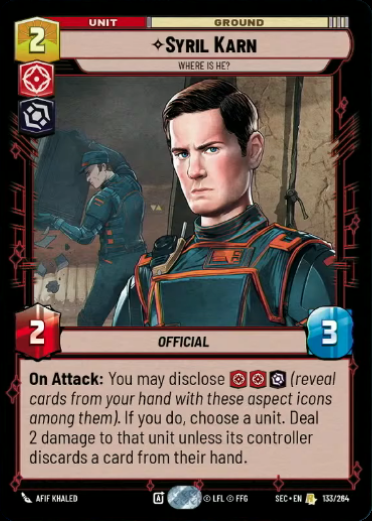 UNIT GROUND
2
✧SYRIL KARN
WHERE IS HE?
2
OFFICIAL
3
On Attack: You may disclose (reveal
cards from your hand with these aspect icons
among them). If you do, choose a unit. Deal
2 damage to that unit unless its controller
discards a card from their hand.
AFIF KHALED
A © LFL © FFG
SEC • EN R 133/264